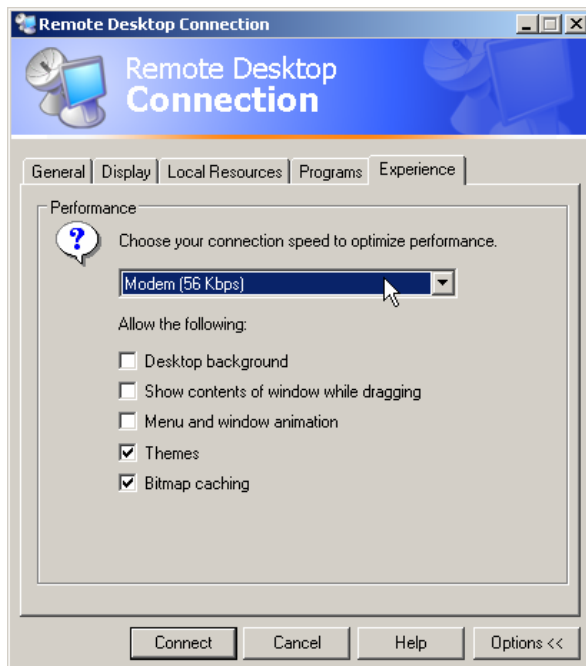 Remote Desktop Connection
Remote Desktop
Connection
General Display Local Resources Programs Experience
Performance
Choose your connection speed to optimize performance.
Modem (56 Kbps)
Allow the following:
Desktop background
Show contents of window while dragging
Menu and window animation
Themes
Bitmap caching
Connect Cancel Help Options <<